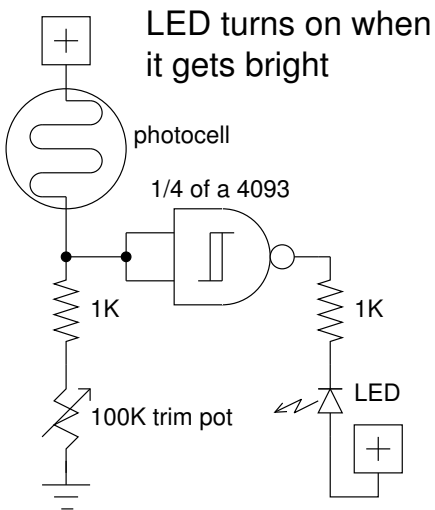 LED turns on when
it gets bright
photocell
1/4 of a 4093
1K
1K
LED
100K trim pot